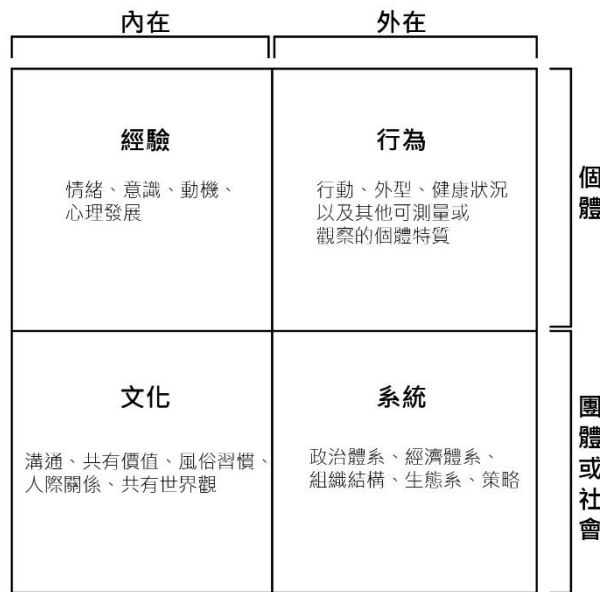 內在
外在
經驗
情緒、意識、動機、
心理發展
行為
行動、外型、健康狀況
以及其他可測量或
觀察的個體特質
個體
文化
溝通、共有價值、風俗習慣、
人際關係、共有世界觀
系統
政治體系、經濟體系、
組織結構、生態系、策略
團體或社會